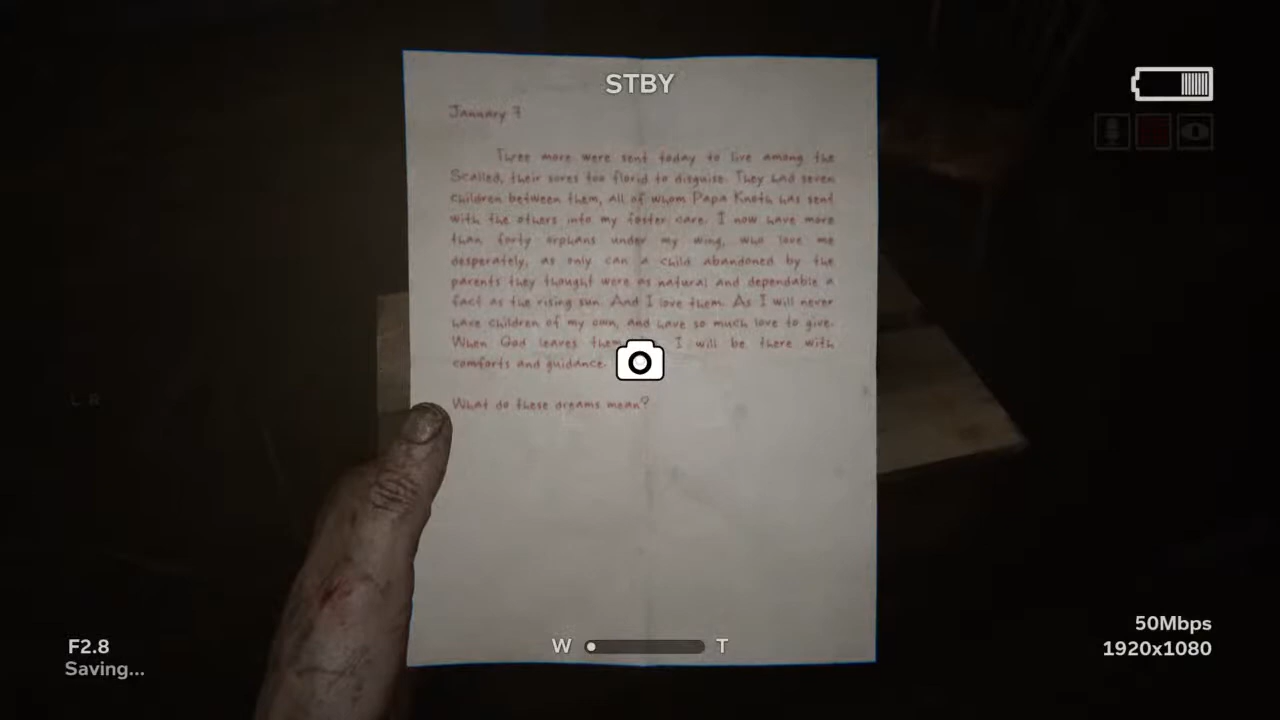 STBY
January 7
Three more were sent today to live among the
Scalled, their sores too florid to disguise. They had seven
children between them, all of whom Papa Knoth has sent
with the others into my foster care. I now have more
than forty orphans under my wing, who love me
desperately, as only can a child abandoned by the
parents they thought were as natural and dependable a
fact as the rising sun. And I love them. As I will never
have children of my own, and have so much love to give.
When God leaves them I will be there with
comforts and guidance.
What do these dreams mean?
F2.8
Saving...
W T
50Mbps
1920x1080